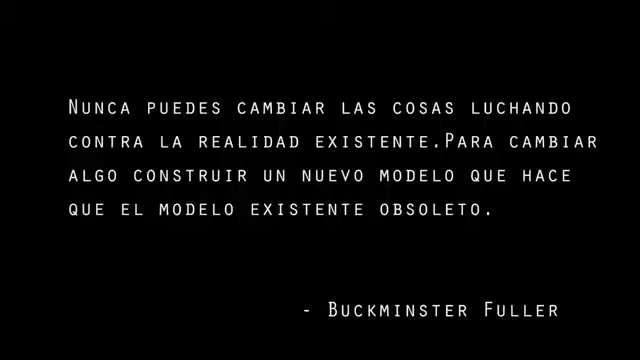 Nunca puedes cambiar las cosas luchando
contra la realidad existente.Para cambiar
algo construir un nuevo modelo que hace
que el modelo existente obsoleto.
- Buckminster Fuller